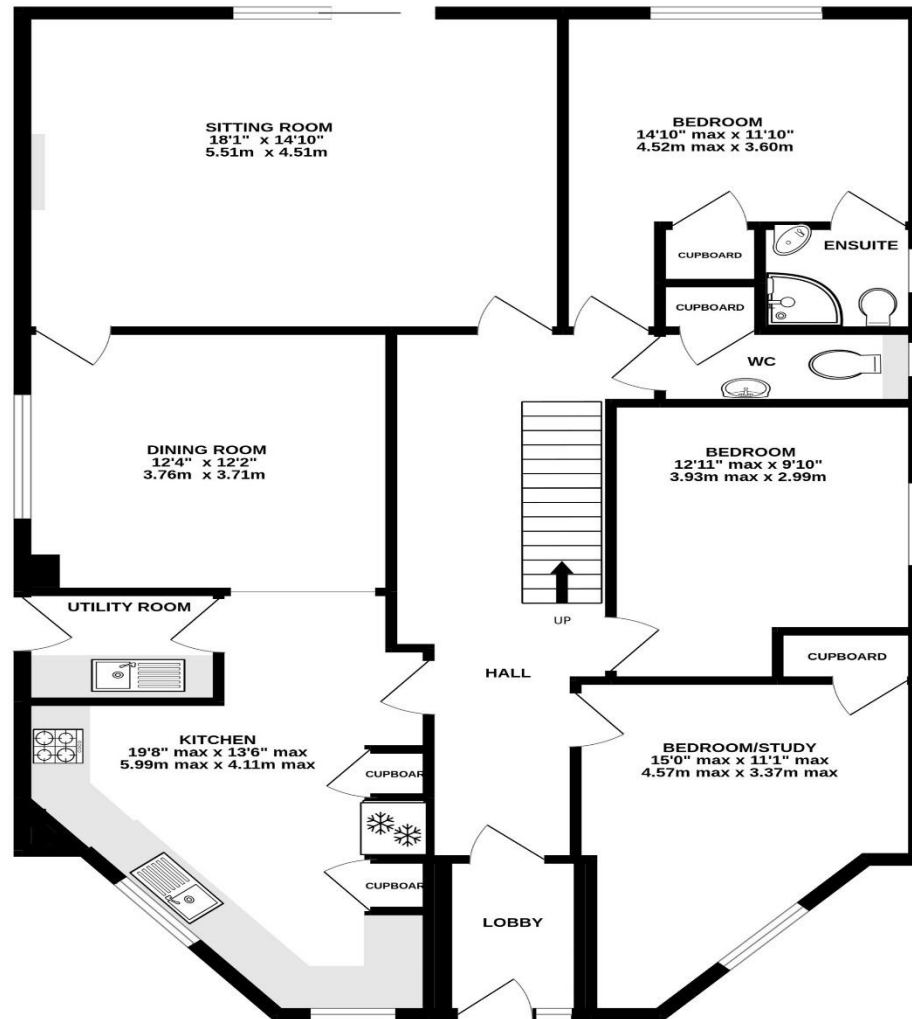 SITTING ROOM
18'1" x 14'10"
5.51m x 4.51m
BEDROOM
14'10" max x 11'10"
4.52m max x 3.60m
ENSUITE
CUPBOARD
CUPBOARD
WC
DINING ROOM
12'4" x 12'2"
3.76m x 3.71m
BEDROOM
12'11" max x 9'10"
3.93m max x 2.99m
UTILITY ROOM
UP
HALL
CUPBOARD
KITCHEN
19'8" max x 13'6" max
5.99m max x 4.11m max
BEDROOM/STUDY
15'0" max x 11'1" max
4.57m max x 3.37m max
CUPBOAR
CUPBOAR
LOBBY